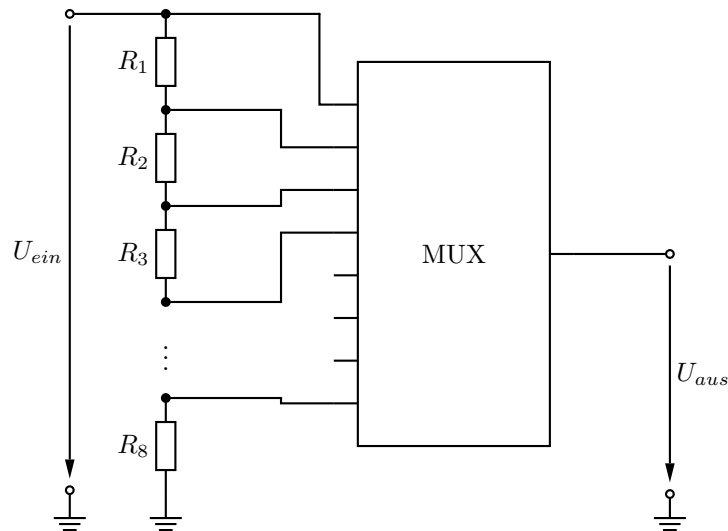 R₁
R₂
R₃
U_ein
MUX
⋮
U_aus
R₈